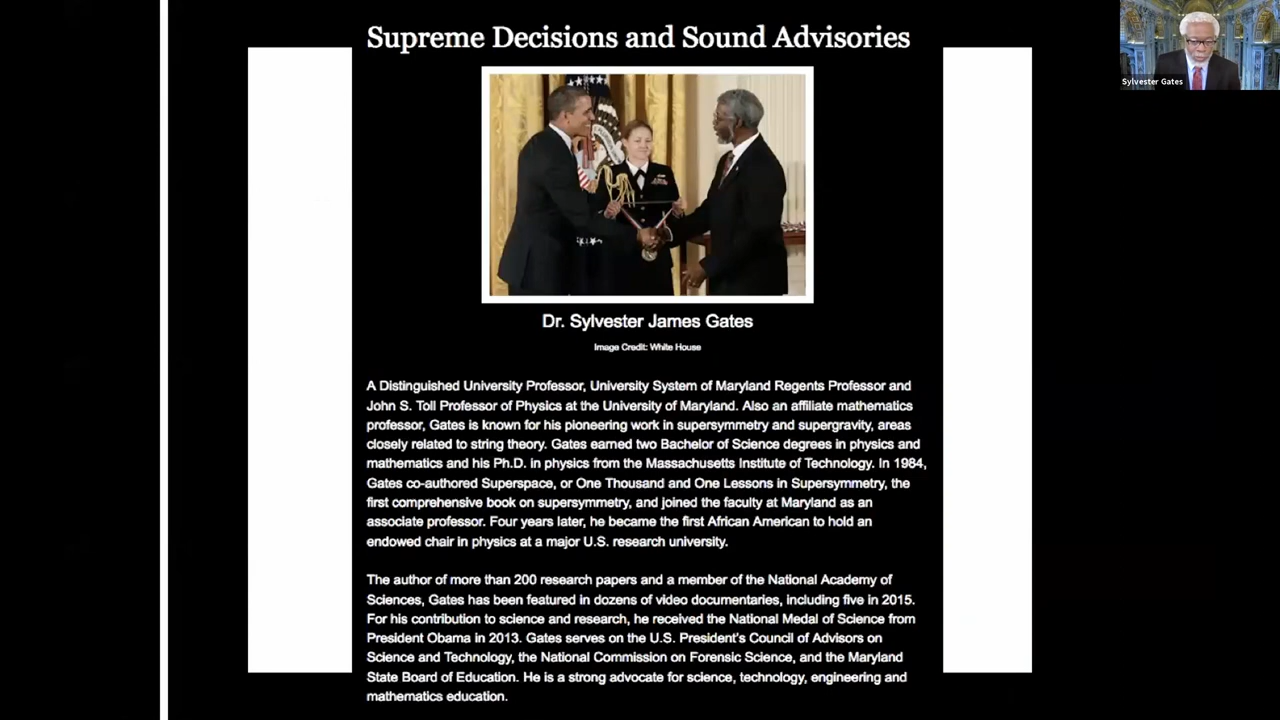 Supreme Decisions and Sound Advisories
Sylvester Gates
Dr. Sylvester James Gates
Image Credit: White House
A Distinguished University Professor, University System of Maryland Regents Professor and
John S. Toll Professor of Physics at the University of Maryland. Also an affiliate mathematics
professor, Gates is known for his pioneering work in supersymmetry and supergravity, areas
closely related to string theory. Gates earned two Bachelor of Science degrees in physics and
mathematics and his Ph.D. in physics from the Massachusetts Institute of Technology. In 1984,
Gates co-authored Superspace, or One Thousand and One Lessons in Supersymmetry, the
first comprehensive book on supersymmetry, and joined the faculty at Maryland as an
associate professor. Four years later, he became the first African American to hold an
endowed chair in physics at a major U.S. research university.
The author of more than 200 research papers and a member of the National Academy of
Sciences, Gates has been featured in dozens of video documentaries, including five in 2015.
For his contribution to science and research, he received the National Medal of Science from
President Obama in 2013. Gates serves on the U.S. President's Council of Advisors on
Science and Technology, the National Commission on Forensic Science, and the Maryland
State Board of Education. He is a strong advocate for science, technology, engineering and
mathematics education.